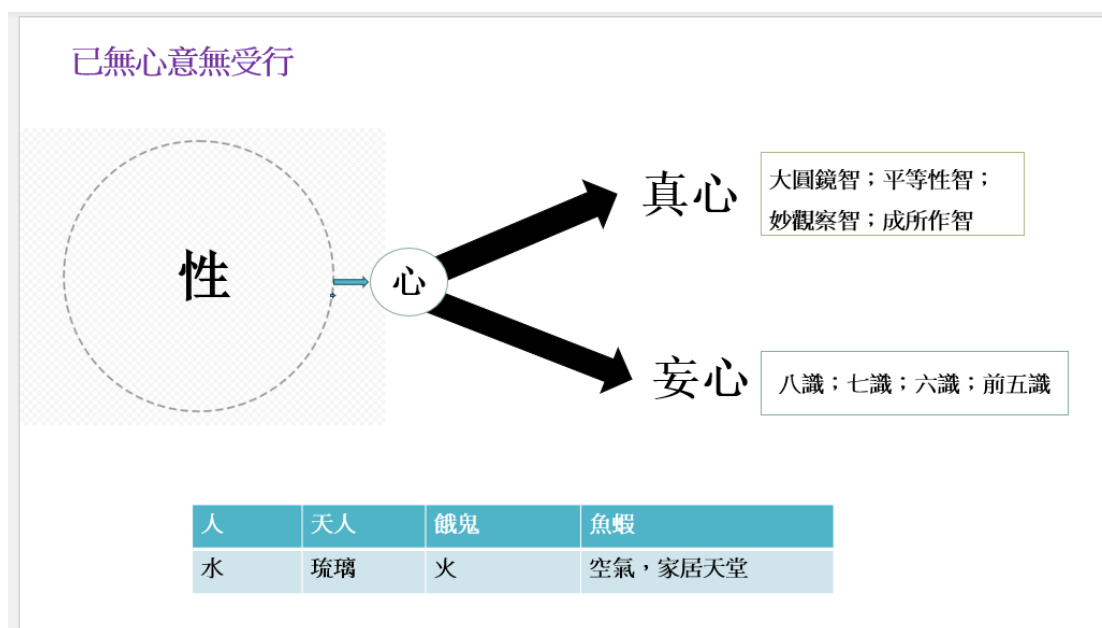 已無心意無受行
性
心
真心
大圓鏡智；平等性智；
妙觀察智；成所作智
妄心
八識；七識；六識；前五識
人 天人 餓鬼 魚蝦
水 琉璃 火 空氣，家居天堂